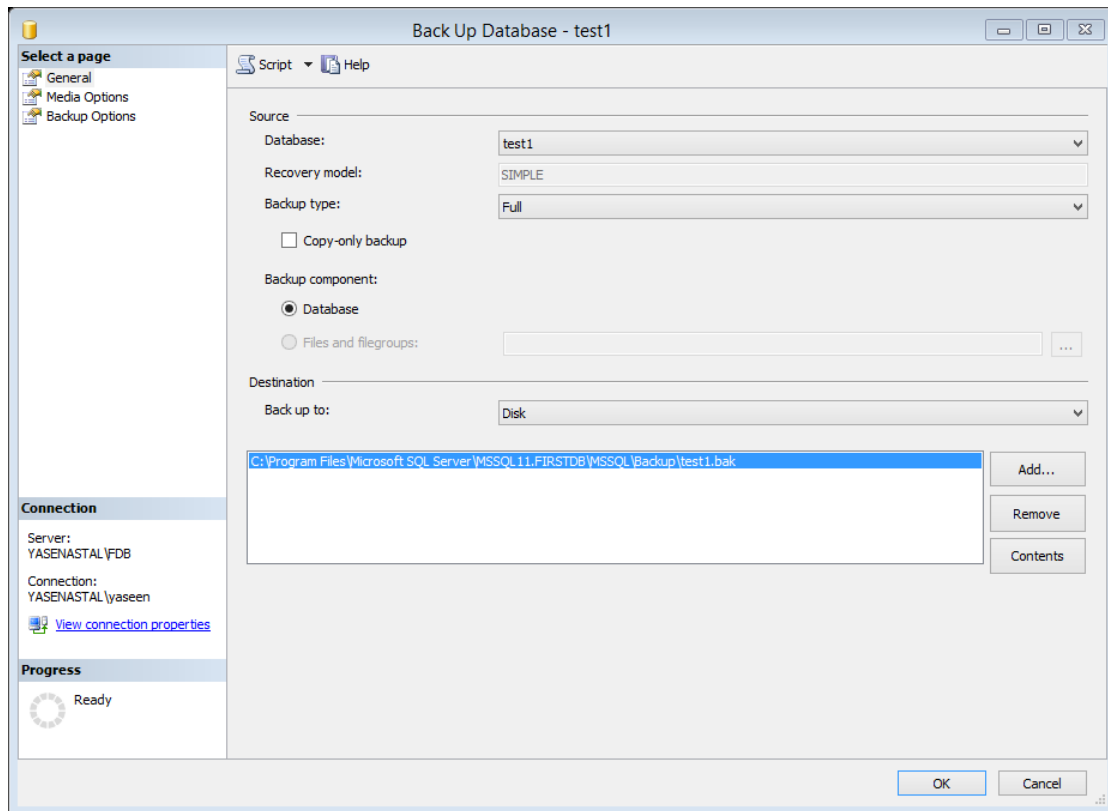 Back Up Database - test1
Select a page
General
Media Options
Backup Options
Script
Help
Source
Database:
test1
Recovery model:
SIMPLE
Backup type:
Full
Copy-only backup
Backup component:
Database
Files and filegroups:
...
Destination
Back up to:
Disk
C:\Program Files\Microsoft SQL Server\MSSQL11.FIRSTDB\MSSQL\Backup\test1.bak
Add...
Remove
Contents
Connection
Server:
YASENASTAL\FDB
Connection:
YASENASTAL\yaseen
View connection properties
Progress
Ready
OK
Cancel